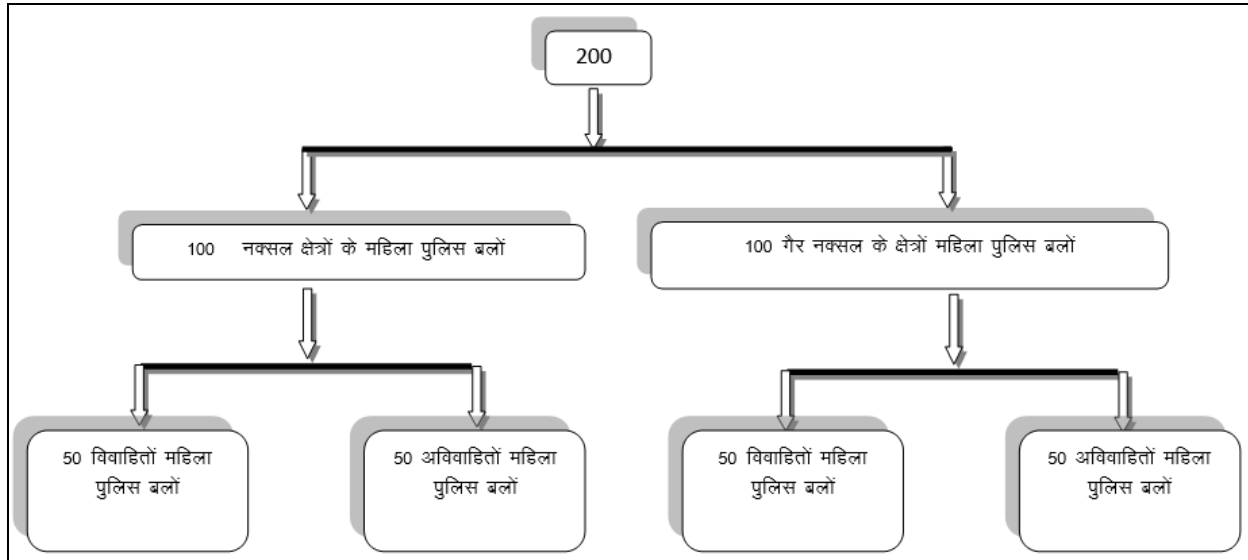 200
100 नक्सल क्षेत्रों के महिला पुलिस बलों
100 गैर नक्सल के क्षेत्रों महिला पुलिस बलों
50 विवाहितों महिला
पुलिस बलों
50 अविवाहितों महिला
पुलिस बलों
50 विवाहितों महिला
पुलिस बलों
50 अविवाहितों महिला
पुलिस बलों